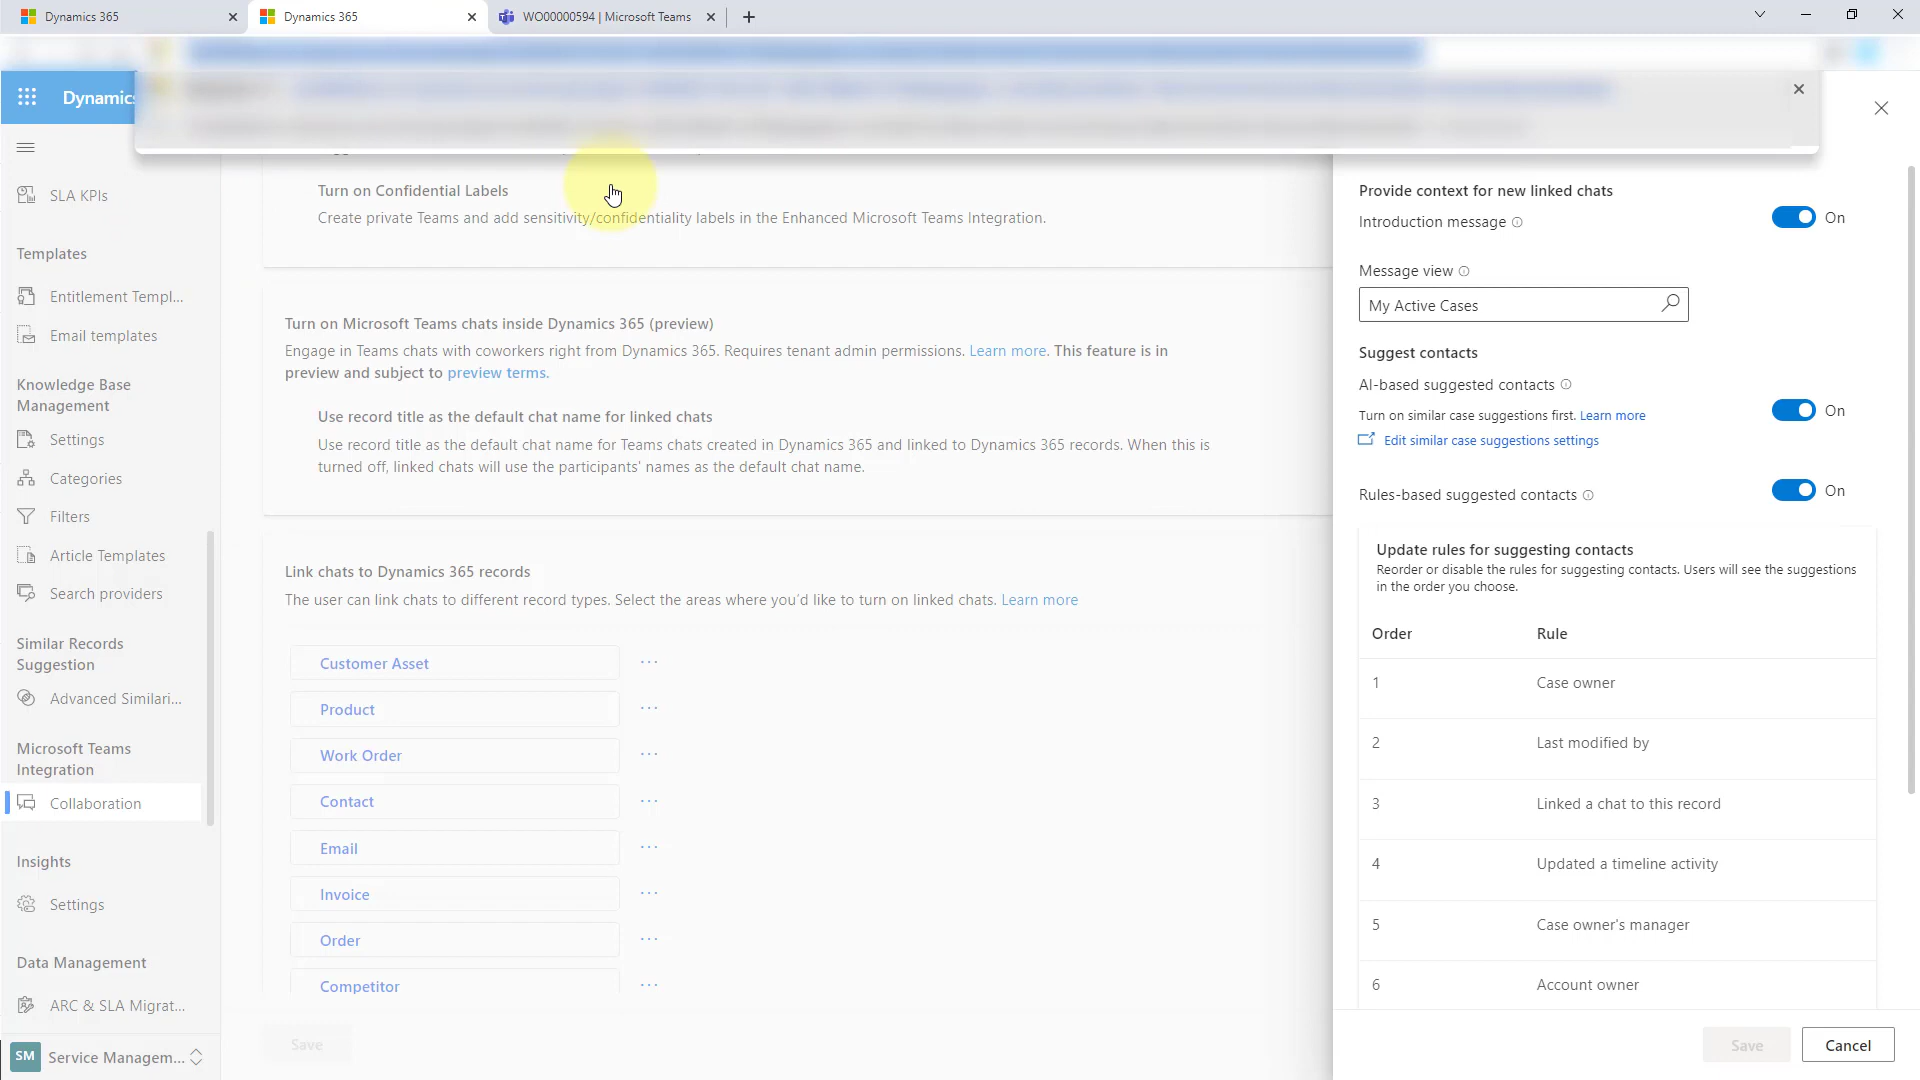 Dynamics 365
Dynamics 365
WO00000594 | Microsoft Teams
Dynamics
SLA KPIs
Templates
Entitlement Templ...
Email templates
Knowledge Base
Management
Settings
Categories
Filters
Article Templates
Search providers
Similar Records
Suggestion
Advanced Similari...
Microsoft Teams
Integration
Collaboration
Insights
Settings
Data Management
ARC & SLA Migrat...
SM Service Managem...
Turn on Confidential Labels
Create private Teams and add sensitivity/confidentiality labels in the Enhanced Microsoft Teams Integration.
Turn on Microsoft Teams chats inside Dynamics 365 (preview)
Engage in Teams chats with coworkers right from Dynamics 365. Requires tenant admin permissions. Learn more. This feature is in
preview and subject to preview terms.
Use record title as the default chat name for linked chats
Use record title as the default chat name for Teams chats created in Dynamics 365 and linked to Dynamics 365 records. When this is
turned off, linked chats will use the participants' names as the default chat name.
Link chats to Dynamics 365 records
The user can link chats to different record types. Select the areas where you'd like to turn on linked chats. Learn more
Customer Asset ...
Product ...
Work Order ...
Contact ...
Email ...
Invoice ...
Order ...
Competitor ...
Save
Provide context for new linked chats
Introduction message
On
Message view
My Active Cases
Suggest contacts
AI-based suggested contacts
Turn on similar case suggestions first. Learn more
On
Edit similar case suggestions settings
Rules-based suggested contacts
On
Update rules for suggesting contacts
Reorder or disable the rules for suggesting contacts. Users will see the suggestions
in the order you choose.
Order Rule
1 Case owner
2 Last modified by
3 Linked a chat to this record
4 Updated a timeline activity
5 Case owner's manager
6 Account owner
Save Cancel